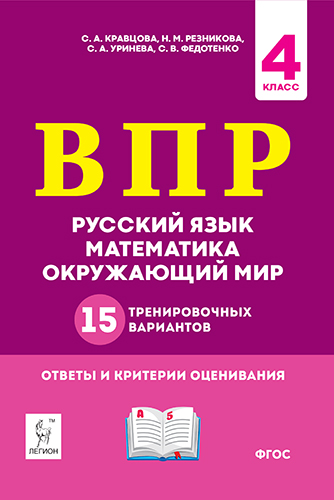 С. А. КРАВЦОВА, Н. М. РЕЗНИКОВА,
С. А. УРИНЕВА, С. В. ФЕДОТЕНКО
4
КЛАСС
ВПР
РУССКИЙ ЯЗЫК
МАТЕМАТИКА
ОКРУЖАЮЩИЙ МИР
15 ТРЕНИРОВОЧНЫХ
ВАРИАНТОВ
ОТВЕТЫ И КРИТЕРИИ ОЦЕНИВАНИЯ
А Б
А
TM
ЛЕГИОН
ФГОС